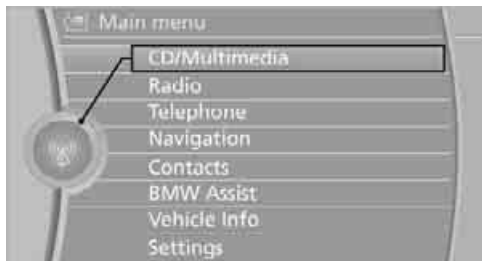 Main menu
CD/Multimedia
Radio
Telephone
Navigation
Contacts
BMW Assist
Vehicle Info
Settings